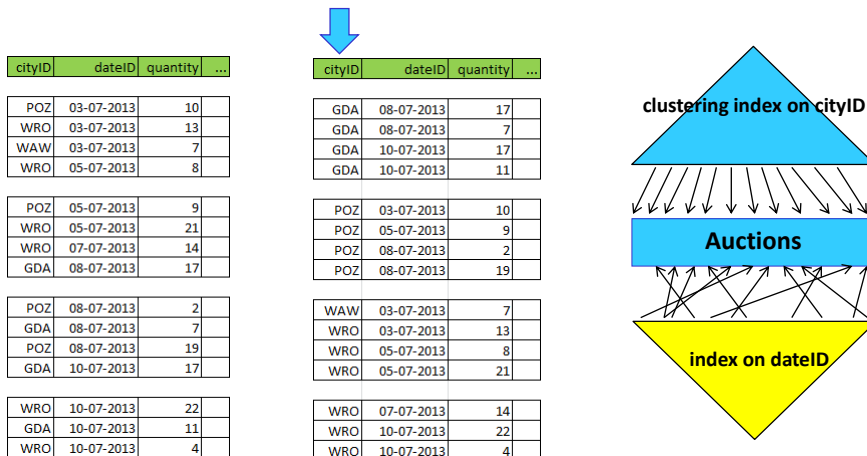 cityID dateID quantity ...
POZ 03-07-2013 10
WRO 03-07-2013 13
WAW 03-07-2013 7
WRO 05-07-2013 8
POZ 05-07-2013 9
WRO 05-07-2013 21
WRO 07-07-2013 14
GDA 08-07-2013 17
POZ 08-07-2013 2
GDA 08-07-2013 7
POZ 08-07-2013 19
GDA 10-07-2013 17
WRO 10-07-2013 22
GDA 10-07-2013 11
WRO 10-07-2013 4
cityID dateID quantity ...
GDA 08-07-2013 17
GDA 08-07-2013 7
GDA 10-07-2013 17
GDA 10-07-2013 11
POZ 03-07-2013 10
POZ 05-07-2013 9
POZ 08-07-2013 2
POZ 08-07-2013 19
WAW 03-07-2013 7
WRO 03-07-2013 13
WRO 05-07-2013 8
WRO 05-07-2013 21
WRO 07-07-2013 14
WRO 10-07-2013 22
WRO 10-07-2013 4
clustering index on cityID
Auctions
index on dateID